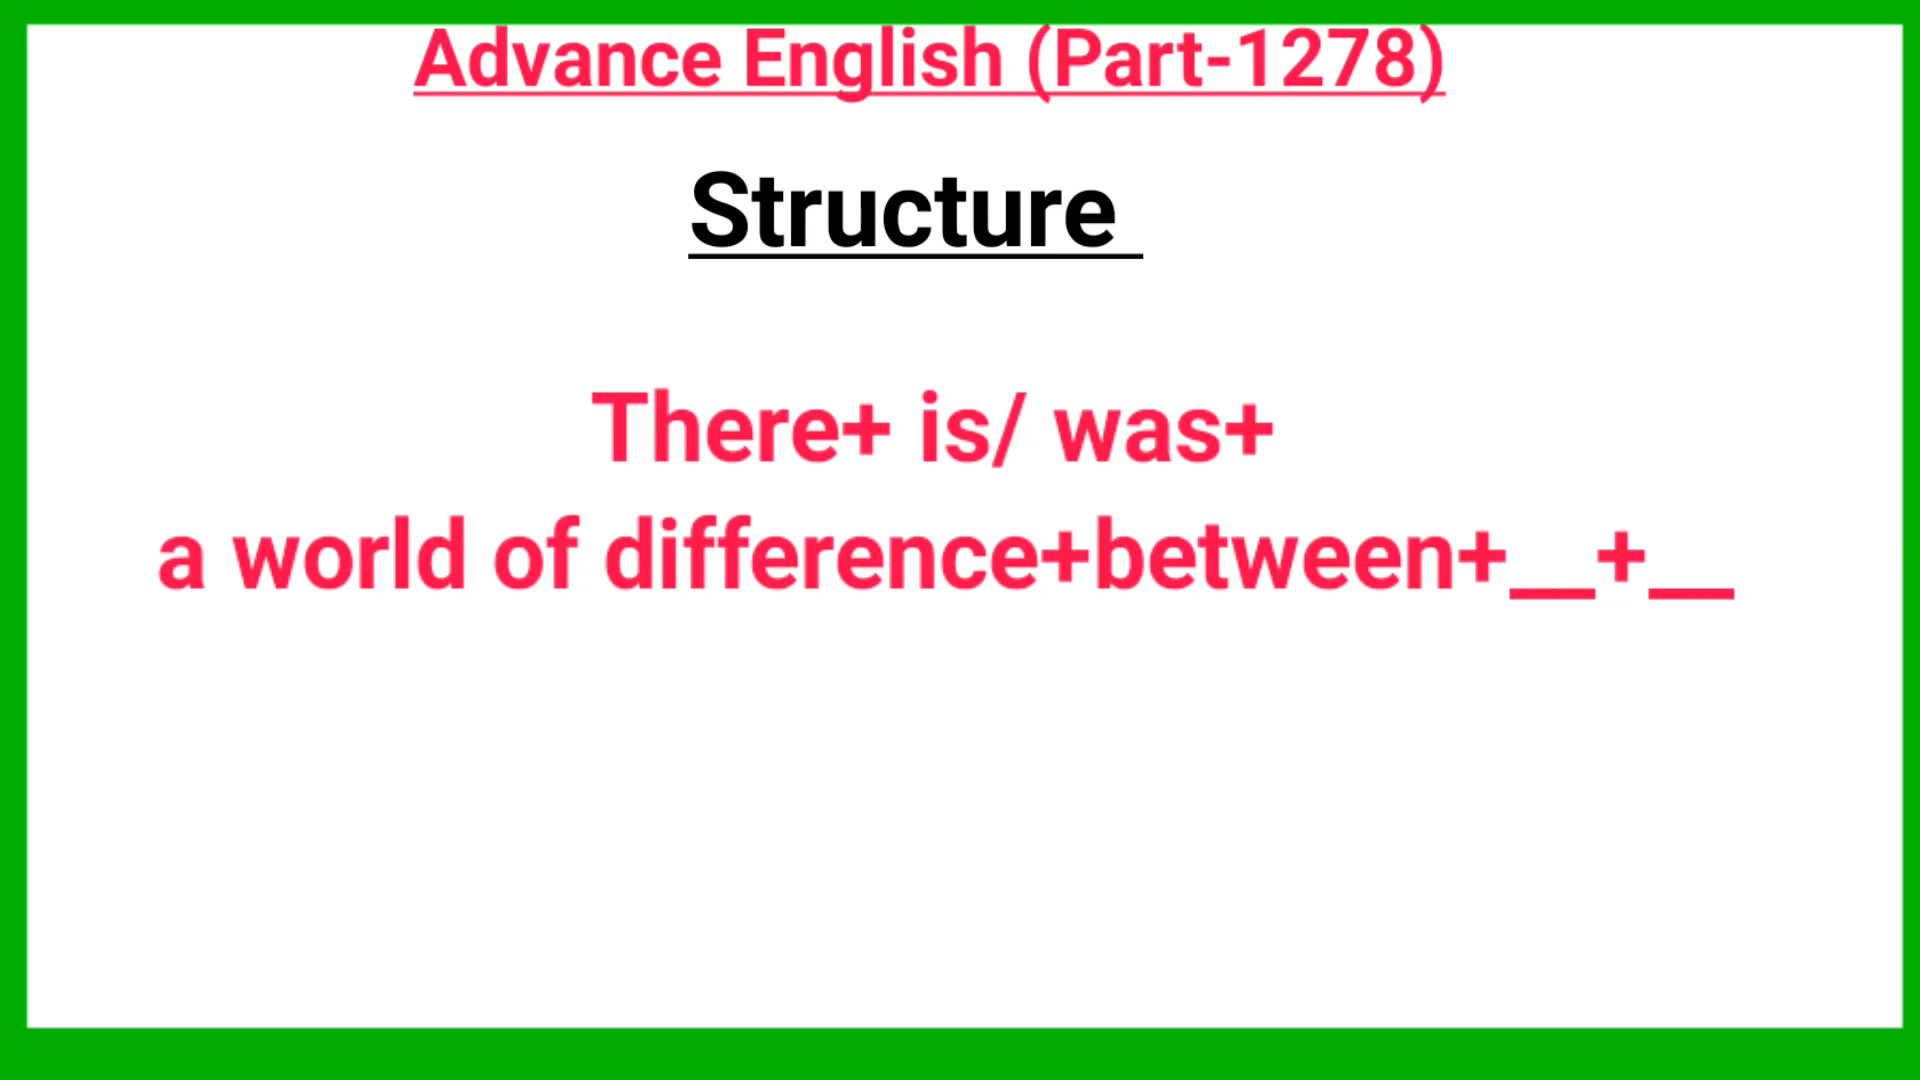 Advance English (Part-1278)
Structure
There+ is/ was+
a world of difference+between+__+__